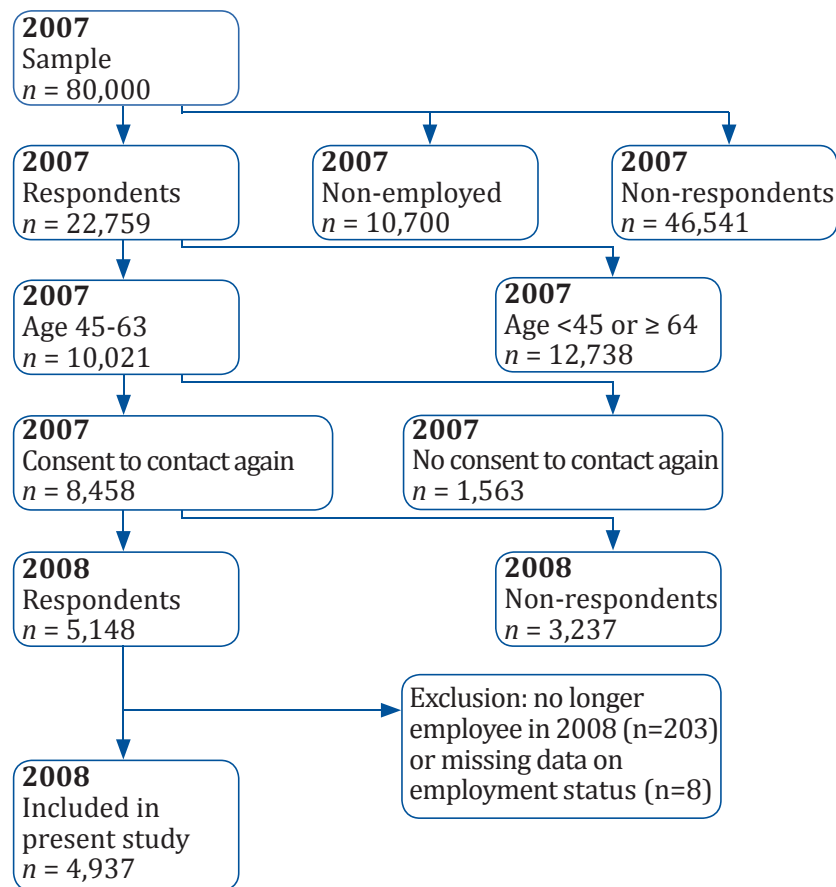 2007
Sample
n = 80,000
2007
Respondents
n = 22,759
2007
Non-employed
n = 10,700
2007
Non-respondents
n = 46,541
2007
Age 45-63
n = 10,021
2007
Age <45 or ≥ 64
n = 12,738
2007
Consent to contact again
n = 8,458
2007
No consent to contact again
n = 1,563
2008
Respondents
n = 5,148
2008
Non-respondents
n = 3,237
Exclusion: no longer
employee in 2008 (n=203)
or missing data on
employment status (n=8)
2008
Included in
present study
n = 4,937